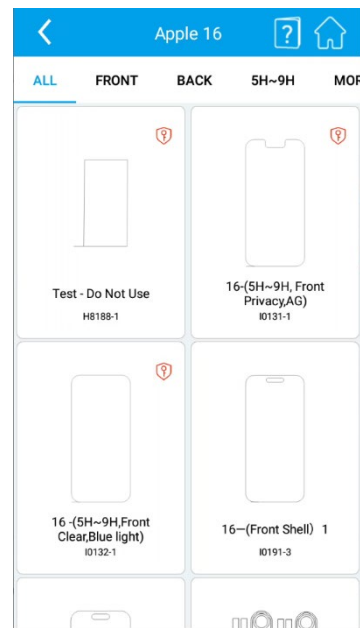 Apple 16
ALL FRONT BACK 5H~9H MOR
Test - Do Not Use
H8188-1
16-(5H~9H, Front
Privacy,AG)
I0131-1
16 -(5H~9H,Front
Clear,Blue light)
I0132-1
16—(Front Shell） 1
I0191-3